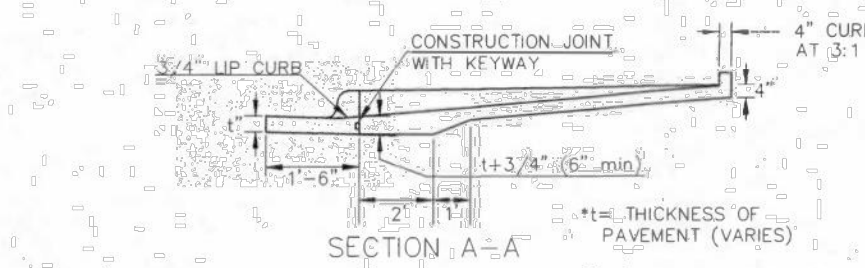 4" CUR
AT 3:1
CONSTRUCTION JOINT
WITH KEYWAY
3/4" LIP CURB
4"
t"
t+3/4" (6" min)
1'-6"
2'
1'
*t= THICKNESS OF
PAVEMENT (VARIES)
SECTION A-A